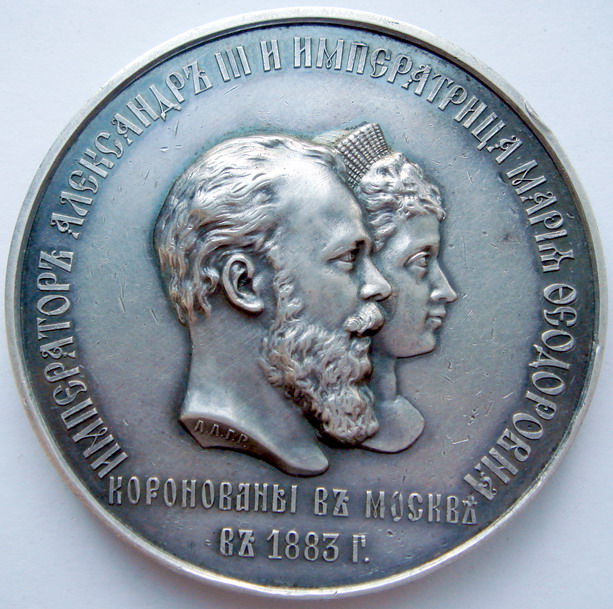 ИМПЕРАТОРЪ АЛЕКСАНДРЪ III И ИМПЕРАТРИЦА МАРІЯ ѲЕОДОРОВНА
Л.А.Г.Р.
КОРОНОВАНЫ ВЪ МОСКВѢ
ВЪ 1883 Г.